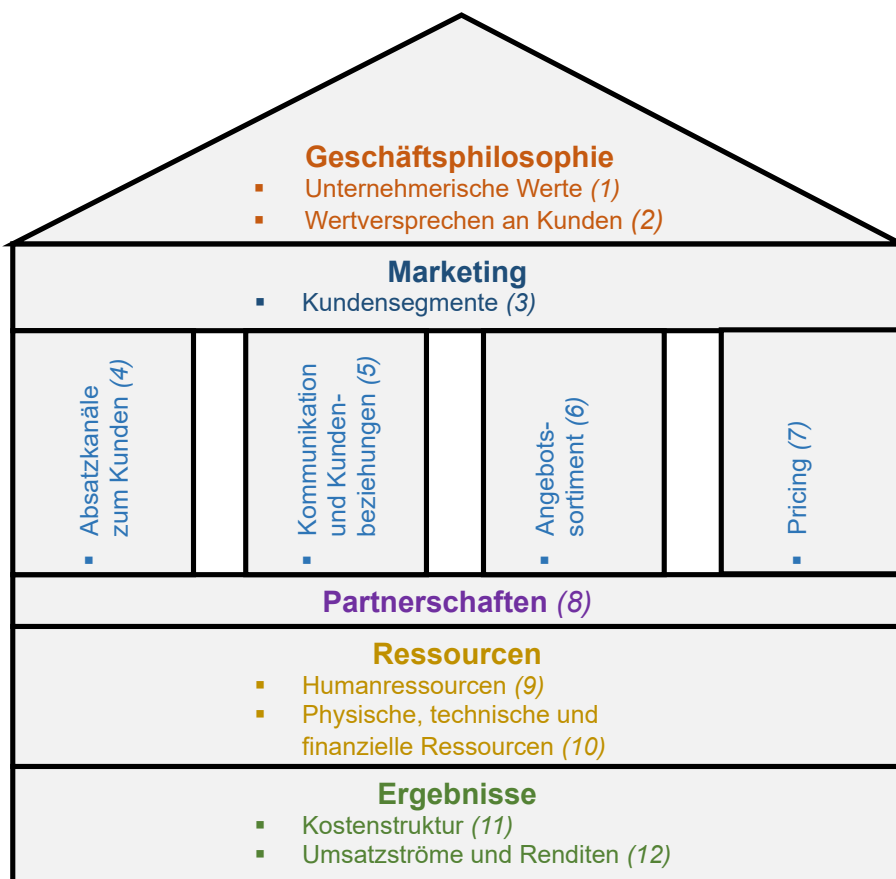 Geschäftsphilosophie
▪ Unternehmerische Werte (1)
▪ Wertversprechen an Kunden (2)
Marketing
▪ Kundensegmente (3)
▪ Absatzkanäle
zum Kunden (4)
▪ Kommunikation
und Kunden-
beziehungen (5)
▪ Angebots-
sortiment (6)
▪ Pricing (7)
Partnerschaften (8)
Ressourcen
▪ Humanressourcen (9)
▪ Physische, technische und
finanzielle Ressourcen (10)
Ergebnisse
▪ Kostenstruktur (11)
▪ Umsatzströme und Renditen (12)